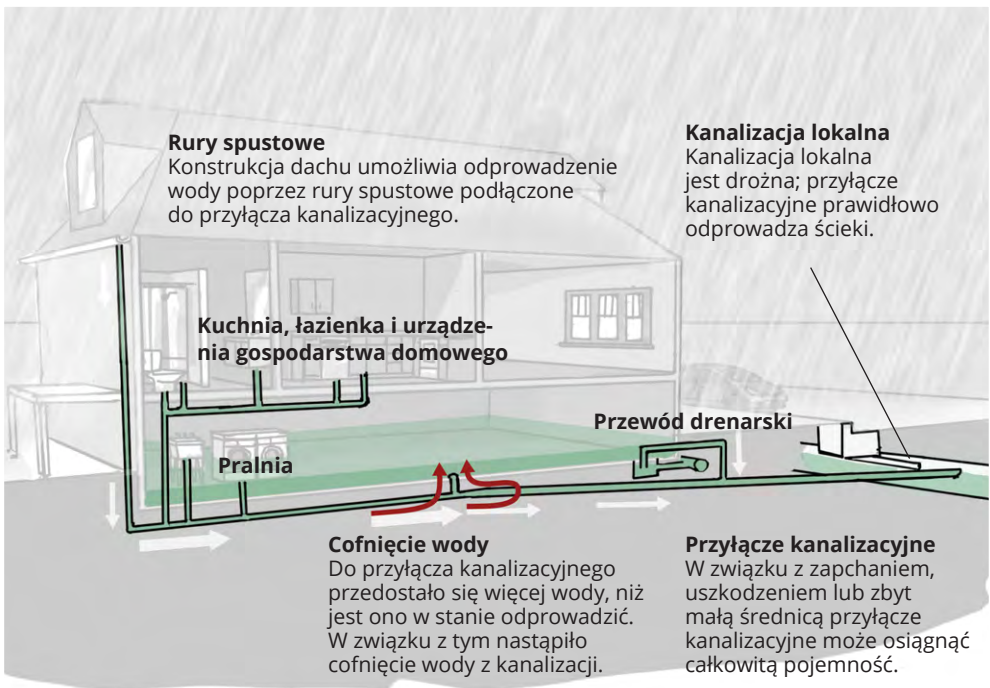 Rury spustowe
Konstrukcja dachu umożliwia odprowadzenie
wody poprzez rury spustowe podłączone
do przyłącza kanalizacyjnego.
Kanalizacja lokalna
Kanalizacja lokalna
jest drożna; przyłącze
kanalizacyjne prawidłowo
odprowadza ścieki.
Kuchnia, łazienka i urządze-
nia gospodarstwa domowego
Przewód drenarski
Pralnia
Cofnięcie wody
Do przyłącza kanalizacyjnego
przedostało się więcej wody, niż
jest ono w stanie odprowadzić.
W związku z tym nastąpiło
cofnięcie wody z kanalizacji.
Przyłącze kanalizacyjne
W związku z zapchaniem,
uszkodzeniem lub zbyt
małą średnicą przyłącze
kanalizacyjne może osiągnąć
całkowitą pojemność.